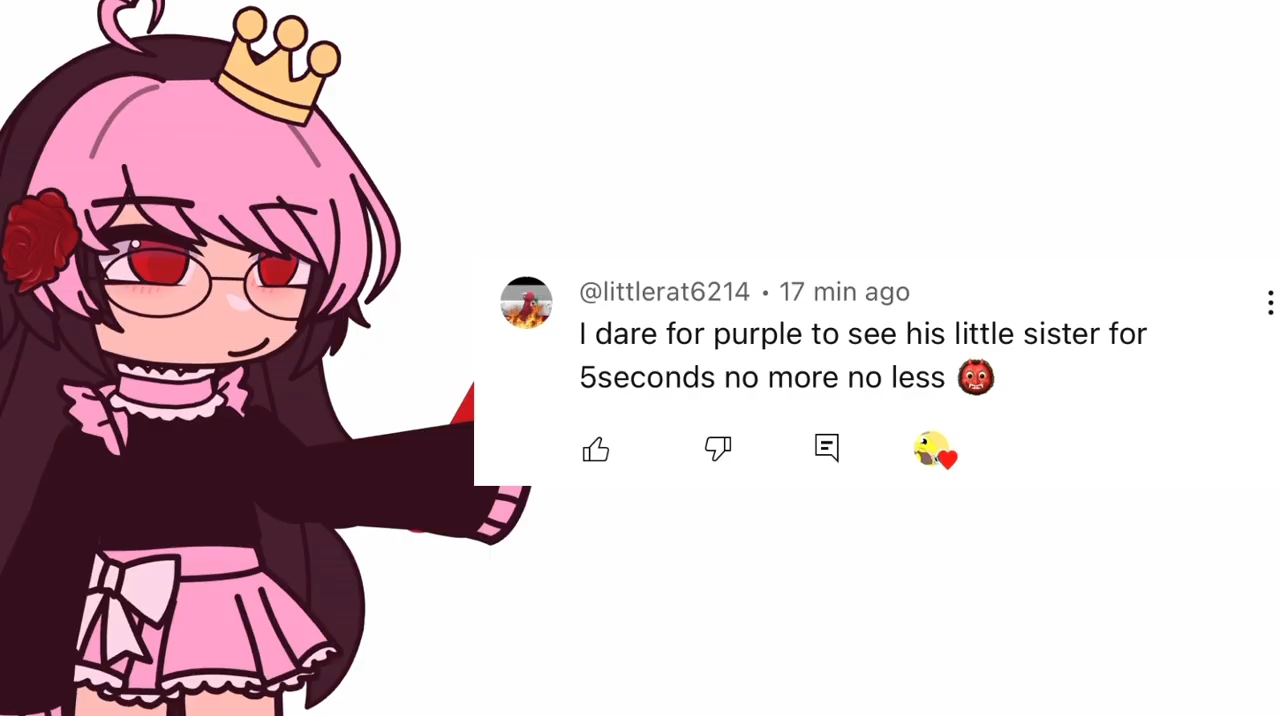 @littlerat6214 • 17 min ago
I dare for purple to see his little sister for
5seconds no more no less 👹